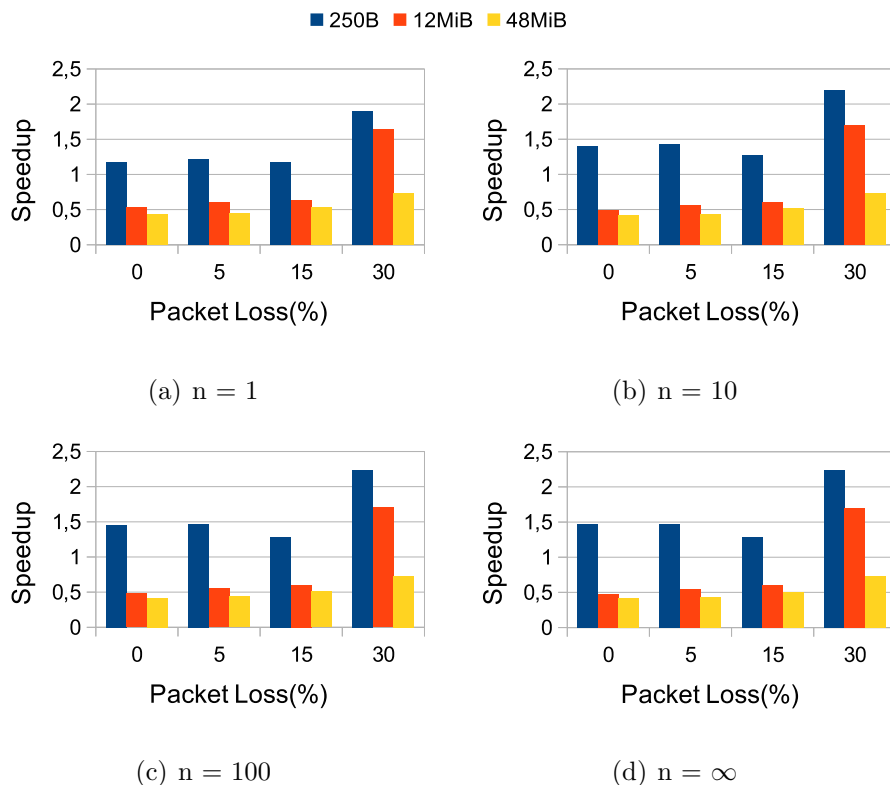 250B 12MiB 48MiB
2,5
2
1,5
1
0,5
0
Speedup
0 5 15 30
Packet Loss(%)
(a) n = 1
2,5
2
1,5
1
0,5
0
Speedup
0 5 15 30
Packet Loss(%)
(b) n = 10
2,5
2
1,5
1
0,5
0
Speedup
0 5 15 30
Packet Loss(%)
(c) n = 100
2,5
2
1,5
1
0,5
0
Speedup
0 5 15 30
Packet Loss(%)
(d) n = ∞